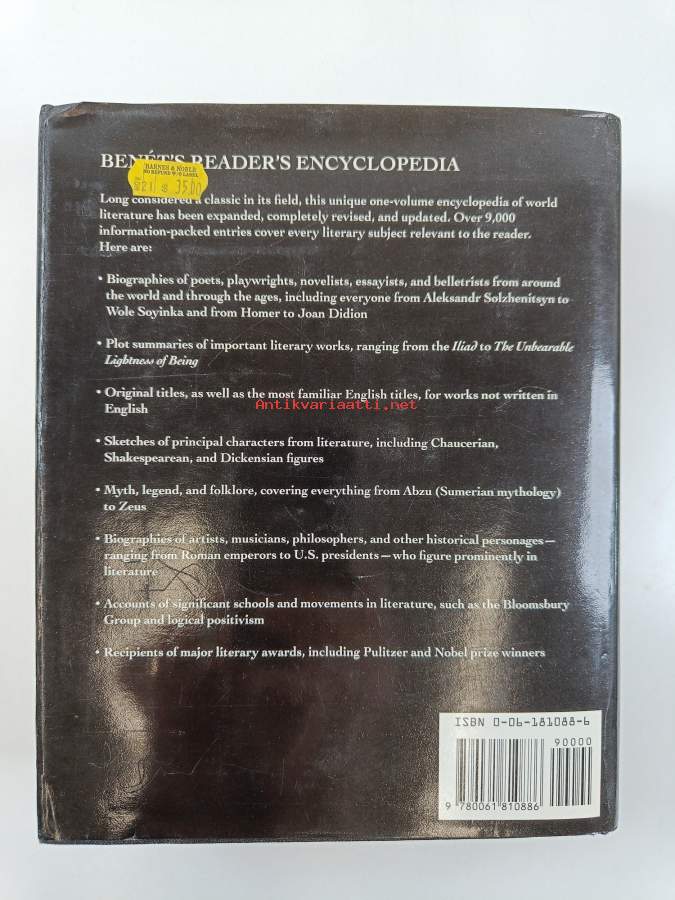 BENÉT'S READER'S ENCYCLOPEDIA
BARNES & NOBLE
NO REFUND W/O LABEL
$ 35.00
Long considered a classic in its field, this unique one-volume encyclopedia of world
literature has been expanded, completely revised, and updated. Over 9,000
information-packed entries cover every literary subject relevant to the reader.
Here are:
• Biographies of poets, playwrights, novelists, essayists, and belletrists from around
the world and through the ages, including everyone from Aleksandr Solzhenitsyn to
Wole Soyinka and from Homer to Joan Didion
• Plot summaries of important literary works, ranging from the Iliad to The Unbearable
Lightness of Being
• Original titles, as well as the most familiar English titles, for works not written in
English
Antikvariaatti.net
• Sketches of principal characters from literature, including Chaucerian,
Shakespearean, and Dickensian figures
• Myth, legend, and folklore, covering everything from Abzu (Sumerian mythology)
to Zeus
• Biographies of artists, musicians, philosophers, and other historical personages—
ranging from Roman emperors to U.S. presidents—who figure prominently in
literature
• Accounts of significant schools and movements in literature, such as the Bloomsbury
Group and logical positivism
• Recipients of major literary awards, including Pulitzer and Nobel prize winners
ISBN 0-06-181088-6
90000
9 780061 810886